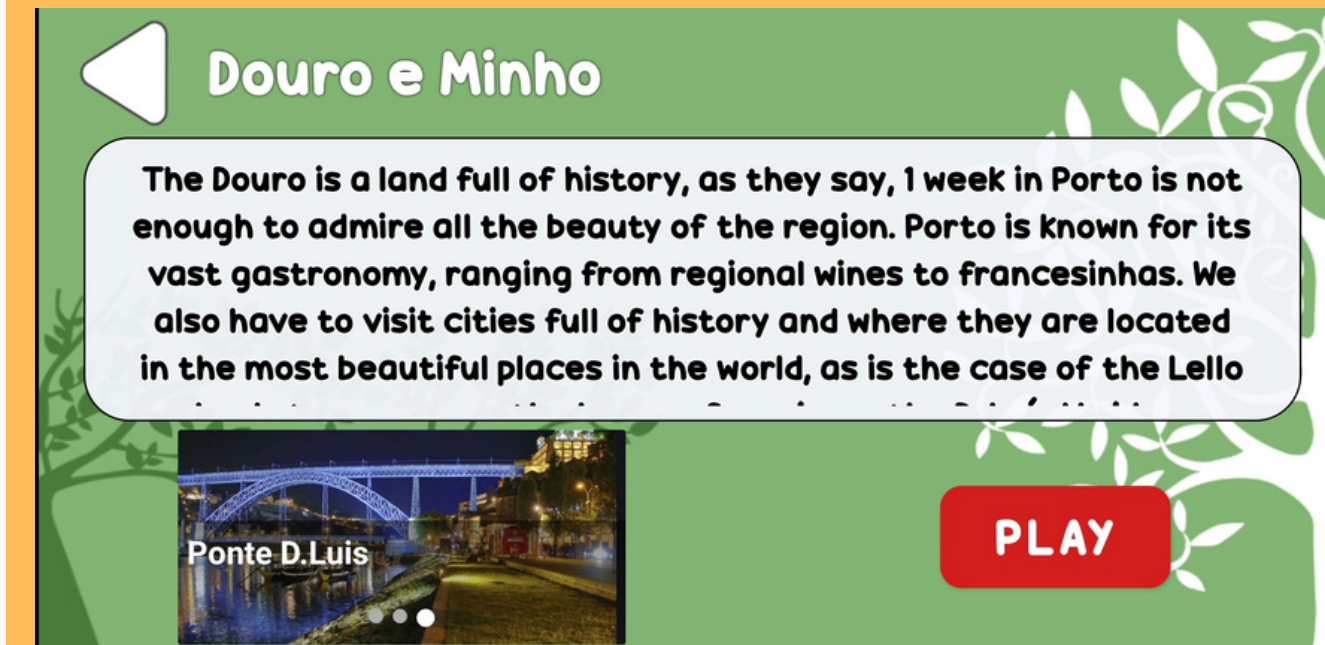 Douro e Minho
The Douro is a land full of history, as they say, 1 week in Porto is not
enough to admire all the beauty of the region. Porto is known for its
vast gastronomy, ranging from regional wines to francesinhas. We
also have to visit cities full of history and where they are located
in the most beautiful places in the world, as is the case of the Lello
Ponte D.Luis
PLAY